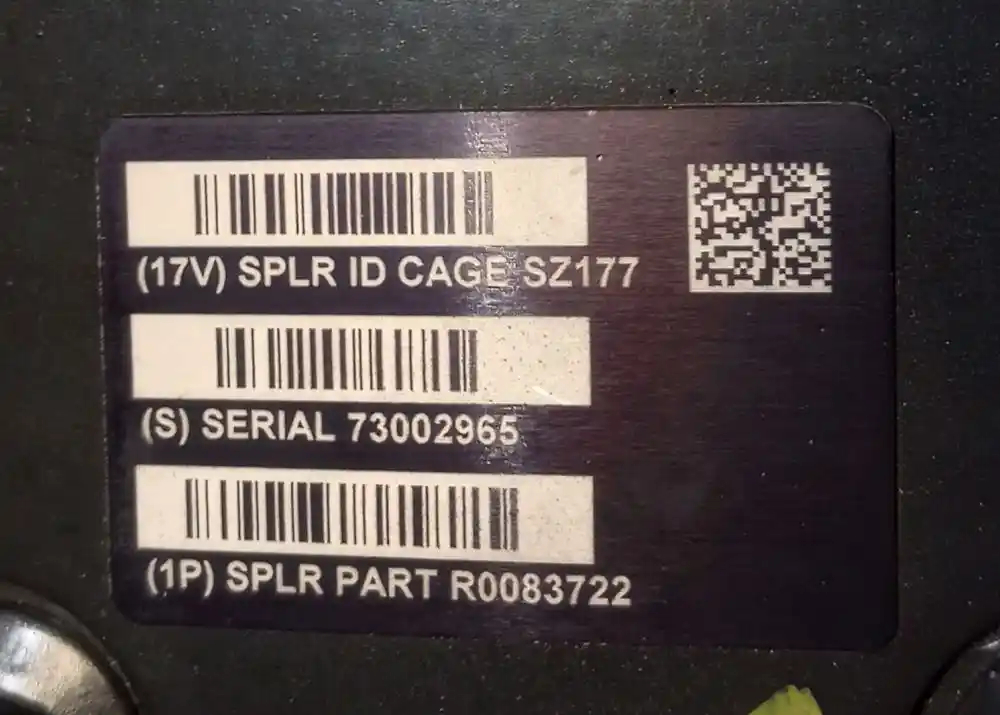 (17V) SPLR ID CAGE SZ177
(S) SERIAL 73002965
(1P) SPLR PART R0083722